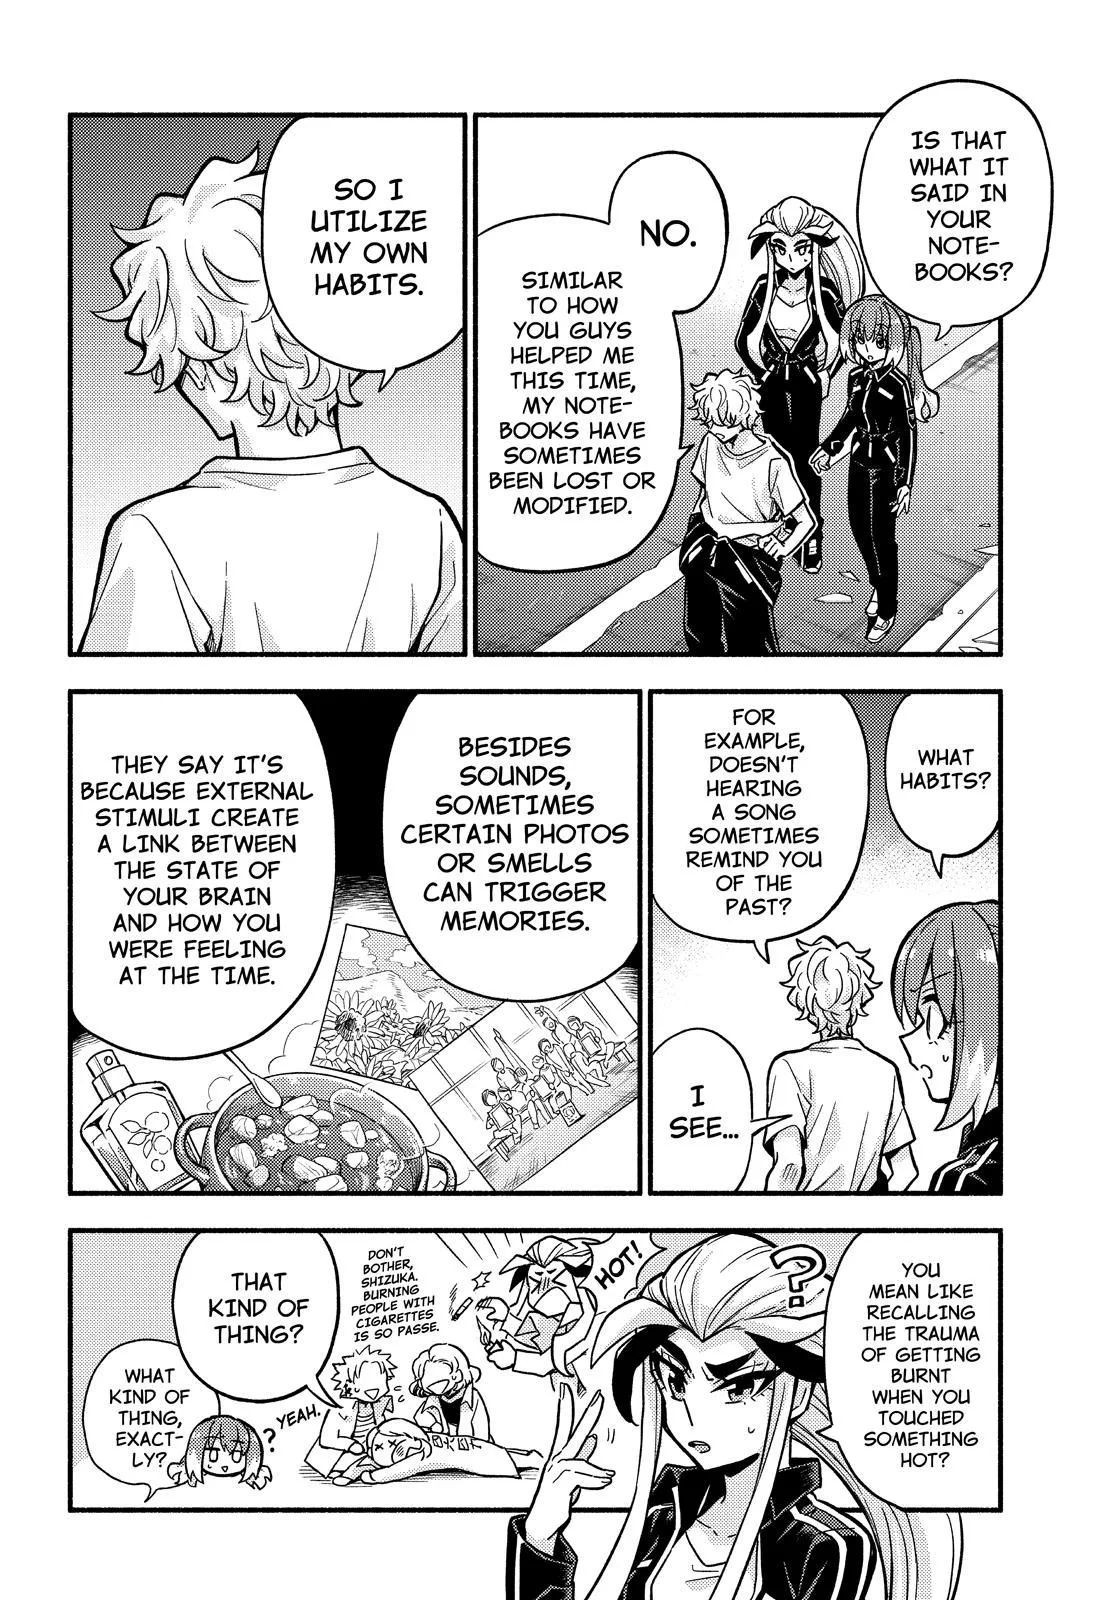 IS THAT
WHAT IT
SAID IN
YOUR
NOTE-
BOOKS?
NO.
SIMILAR
TO HOW
YOU GUYS
HELPED ME
THIS TIME,
MY NOTE-
BOOKS HAVE
SOMETIMES
BEEN LOST OR
MODIFIED.
SO I
UTILIZE
MY OWN
HABITS.
WHAT
HABITS?
FOR
EXAMPLE,
DOESN'T
HEARING
A SONG
SOMETIMES
REMIND YOU
OF THE
PAST?
I
SEE...
BESIDES
SOUNDS,
SOMETIMES
CERTAIN PHOTOS
OR SMELLS
CAN TRIGGER
MEMORIES.
THEY SAY IT'S
BECAUSE EXTERNAL
STIMULI CREATE
A LINK BETWEEN
THE STATE OF
YOUR BRAIN
AND HOW YOU
WERE FEELING
AT THE TIME.
YOU
MEAN LIKE
RECALLING
THE TRAUMA
OF GETTING
BURNT
WHEN YOU
TOUCHED
SOMETHING
HOT?
?
HOT!
DON'T
BOTHER,
SHIZUKA.
BURNING
PEOPLE WITH
CIGARETTES
IS SO PASSE.
THAT
KIND OF
THING?
YEAH.
WHAT
KIND OF
THING,
EXACT-
LY?
?